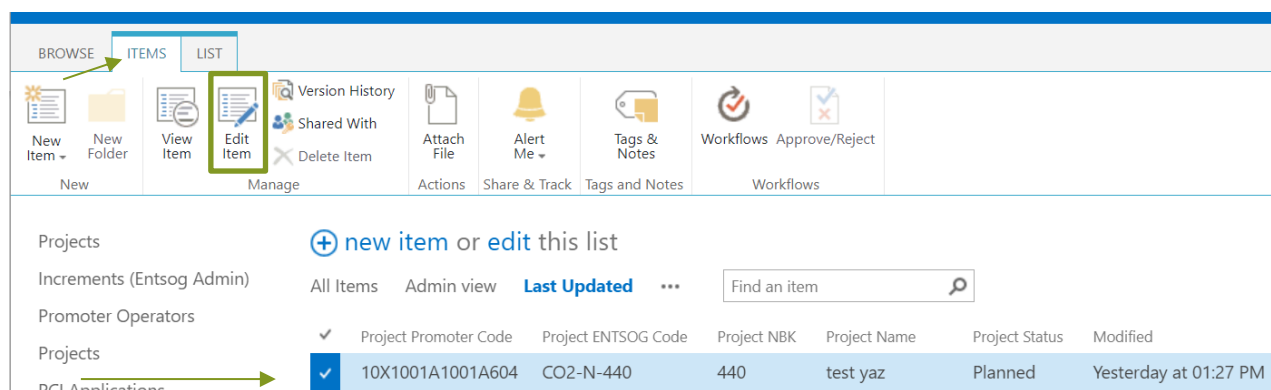 BROWSE ITEMS LIST
New Item
New Folder
View Item
Edit Item
Version History
Shared With
Delete Item
Attach File
Alert Me
Tags & Notes
Workflows
Approve/Reject
New
Manage
Actions
Share & Track
Tags and Notes
Workflows
Projects
Increments (Entsog Admin)
Promoter Operators
Projects
PCI Applications
new item or edit this list
All Items Admin view Last Updated ...
Find an item
Project Promoter Code Project ENTSOG Code Project NBK Project Name Project Status Modified
10X1001A1001A604 CO2-N-440 440 test yaz Planned Yesterday at 01:27 PM